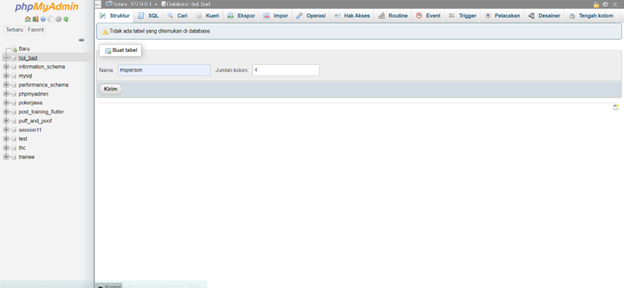 phpMyAdmin
Server: 127.0.0.1 » Database: hol_bad
Terbaru Favorit
Struktur SQL Cari Kueri Ekspor Impor Operasi Hak Akses Routine Event Trigger Pelacakan Desainer Tengah kolom
Tidak ada tabel yang ditemukan di database.
Baru
hol_bad
information_schema
mysql
performance_schema
phpmyadmin
pokerjawa
post_training_flutter
puff_and_poof
session11
test
thc
trainee
Buat tabel
Nama: msperson Jumlah kolom: 4
Kirim